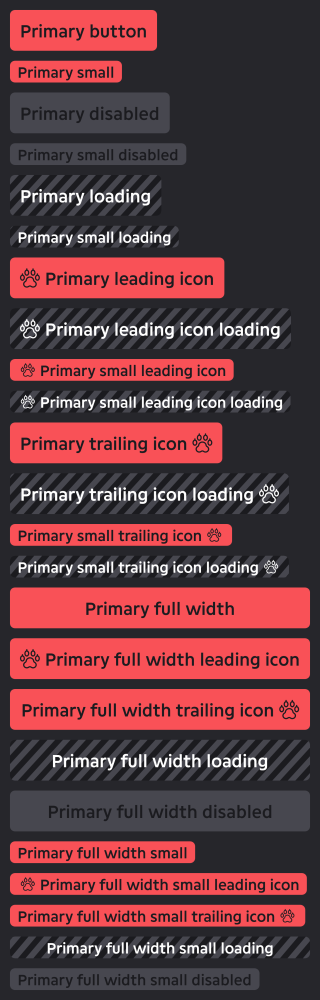 Primary button
Primary small
Primary disabled
Primary small disabled
Primary loading
Primary small loading
Primary leading icon
Primary leading icon loading
Primary small leading icon
Primary small leading icon loading
Primary trailing icon
Primary trailing icon loading
Primary small trailing icon
Primary small trailing icon loading
Primary full width
Primary full width leading icon
Primary full width trailing icon
Primary full width loading
Primary full width disabled
Primary full width small
Primary full width small leading icon
Primary full width small trailing icon
Primary full width small loading
Primary full width small disabled